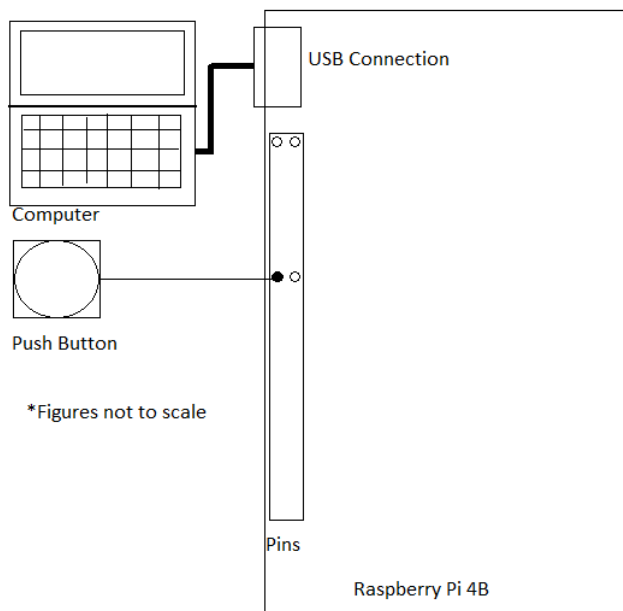 USB Connection
Computer
Push Button
*Figures not to scale
Pins
Raspberry Pi 4B